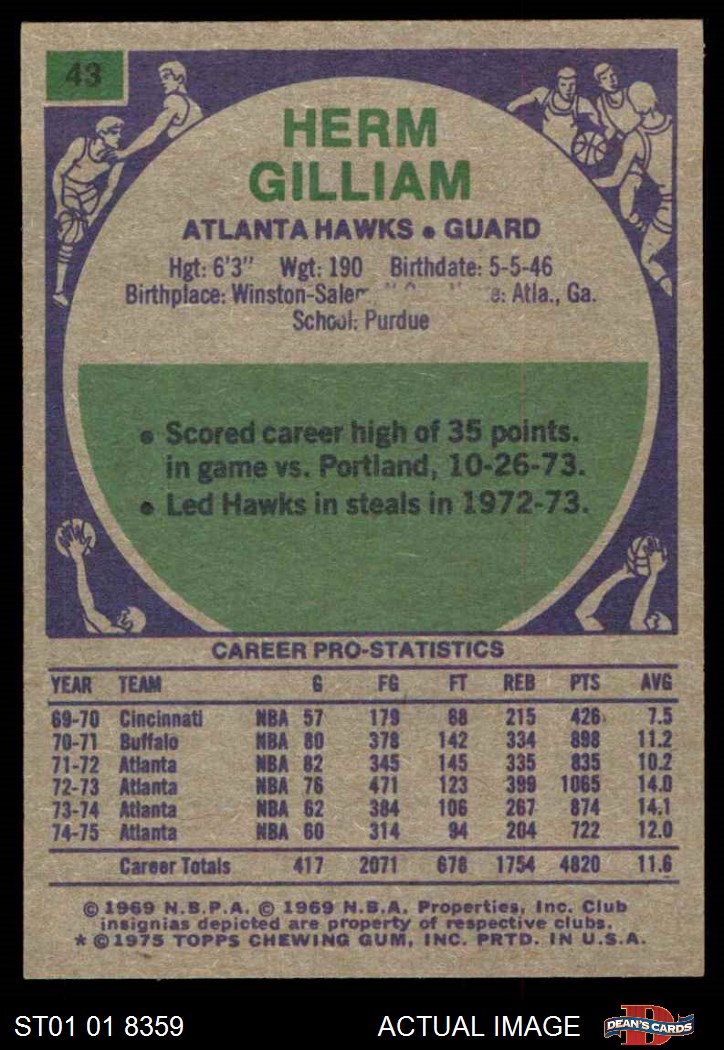 43
HERM
GILLIAM
ATLANTA HAWKS • GUARD
Hgt: 6'3" Wgt: 190 Birthdate: 5-5-46
Birthplace: Winston-Salem Atla., Ga.
School: Purdue
• Scored career high of 35 points.
in game vs. Portland, 10-26-73.
• Led Hawks in steals in 1972-73.
CAREER PRO-STATISTICS
YEAR TEAM G FG FT REB PTS AVG
69-70 Cincinnati NBA 57 179 68 215 426 7.5
70-71 Buffalo NBA 80 378 142 334 898 11.2
71-72 Atlanta NBA 82 345 145 335 835 10.2
72-73 Atlanta NBA 76 471 123 399 1065 14.0
73-74 Atlanta NBA 62 384 106 267 874 14.1
74-75 Atlanta NBA 60 314 94 204 722 12.0
Career Totals 417 2071 678 1754 4820 11.6
© 1969 N.B.P.A. © 1969 N.B.A. Properties, Inc. Club
insignias depicted are property of respective clubs.
* © 1975 TOPPS CHEWING GUM, INC. PRTD. IN U.S.A.
ST01 01 8359 ACTUAL IMAGE D DEAN'S CARDS